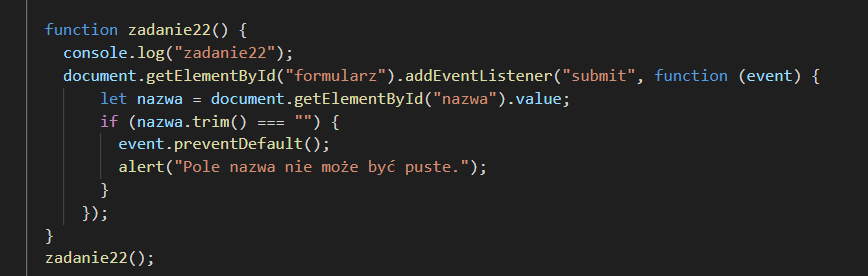 function zadanie22() {
console.log("zadanie22");
document.getElementById("formularz").addEventListener("submit", function (event) {
let nazwa = document.getElementById("nazwa").value;
if (nazwa.trim() === "") {
event.preventDefault();
alert("Pole nazwa nie może być puste.");
}
});
}
zadanie22();